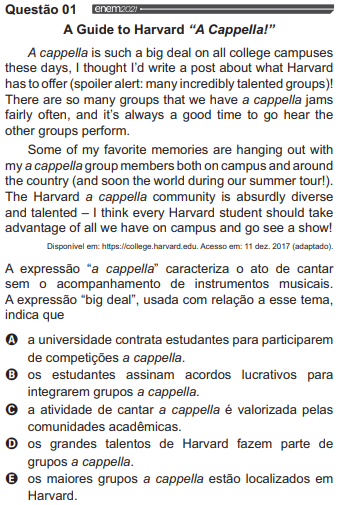 Questão 01 enem2021
A Guide to Harvard “A Cappella!”
A cappella is such a big deal on all college campuses
these days, I thought I’d write a post about what Harvard
has to offer (spoiler alert: many incredibly talented groups)!
There are so many groups that we have a cappella jams
fairly often, and it’s always a good time to go hear the
other groups perform.
Some of my favorite memories are hanging out with
my a cappella group members both on campus and around
the country (and soon the world during our summer tour!).
The Harvard a cappella community is absurdly diverse
and talented – I think every Harvard student should take
advantage of all we have on campus and go see a show!
Disponível em: https://college.harvard.edu. Acesso em: 11 dez. 2017 (adaptado).
A expressão “a cappella” caracteriza o ato de cantar
sem o acompanhamento de instrumentos musicais.
A expressão “big deal”, usada com relação a esse tema,
indica que
A a universidade contrata estudantes para participarem
de competições a cappella.
B os estudantes assinam acordos lucrativos para
integrarem grupos a cappella.
C a atividade de cantar a cappella é valorizada pelas
comunidades acadêmicas.
D os grandes talentos de Harvard fazem parte de
grupos a cappella.
E os maiores grupos a cappella estão localizados em
Harvard.